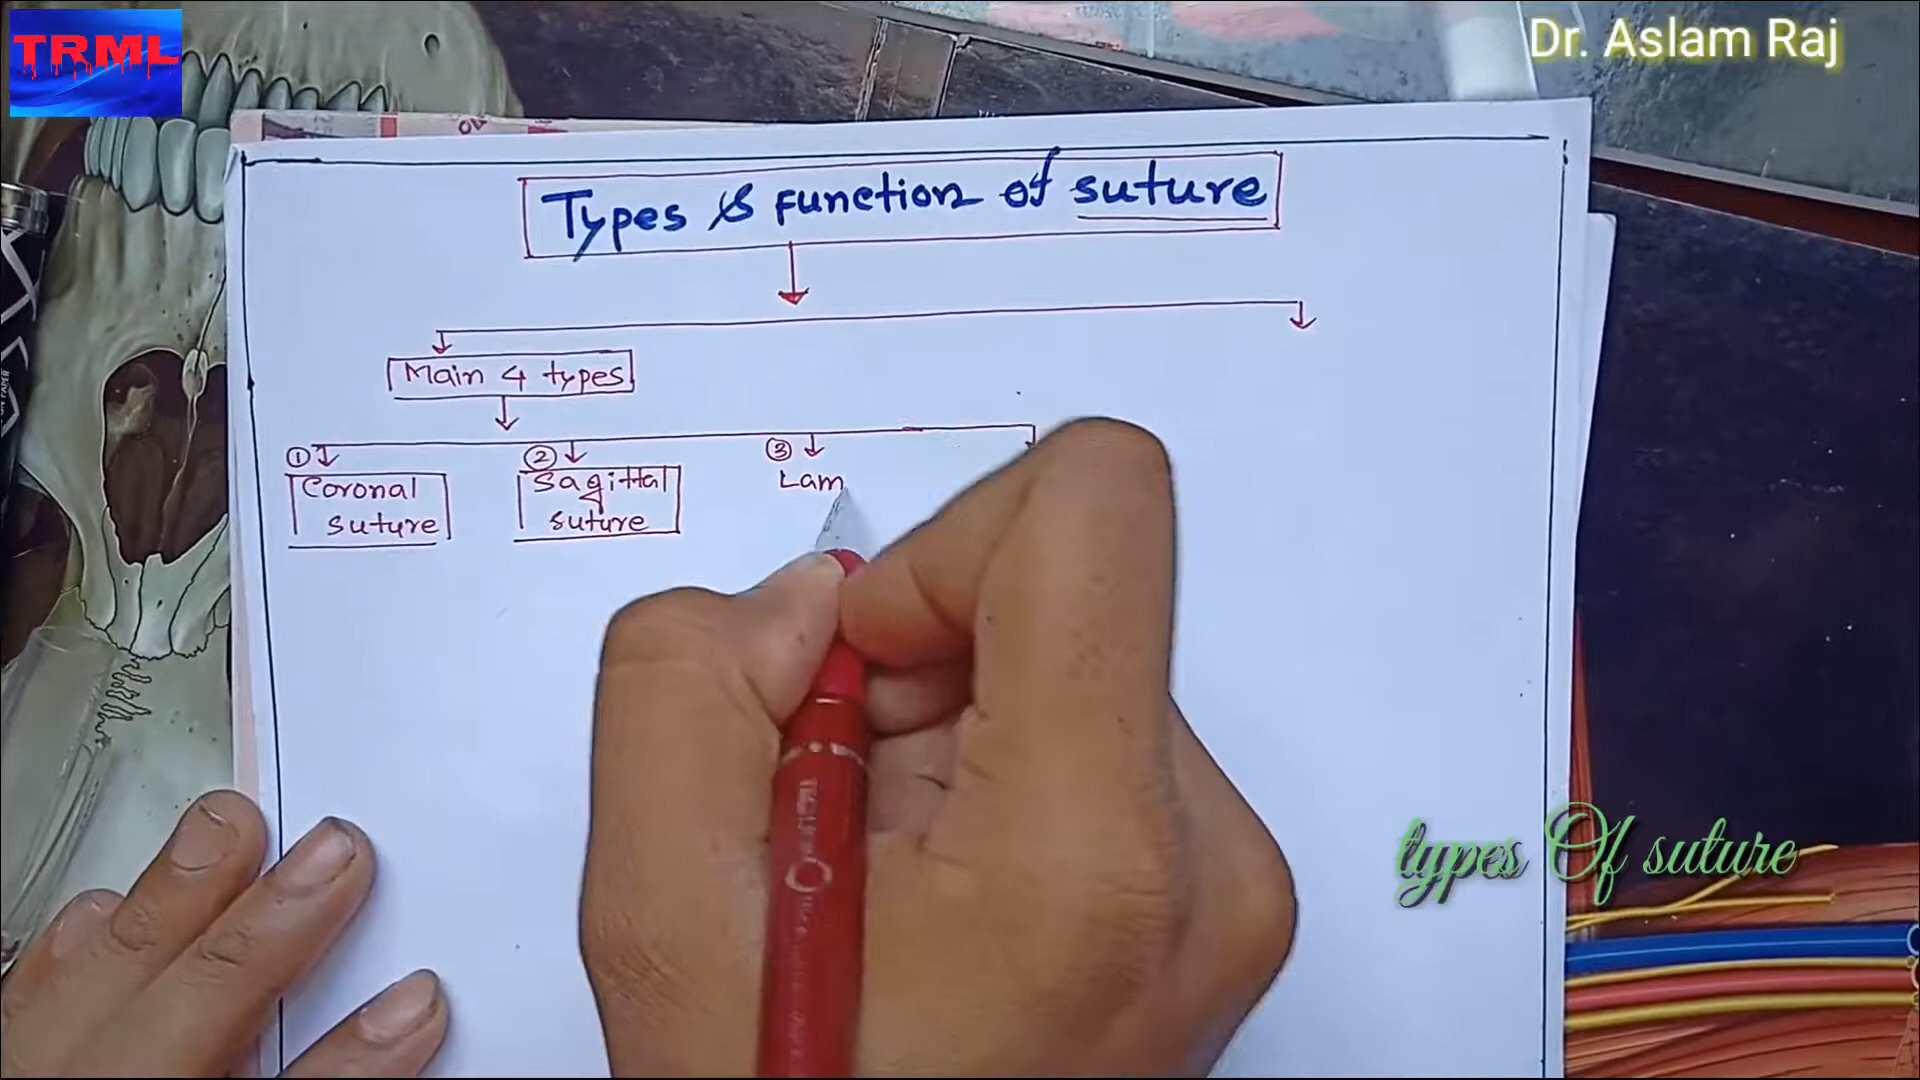 TRML
Dr. Aslam Raj
Types & function of suture
Main 4 types
① ② ③
Coronal
suture
Sagittal
suture
Lam
types Of suture